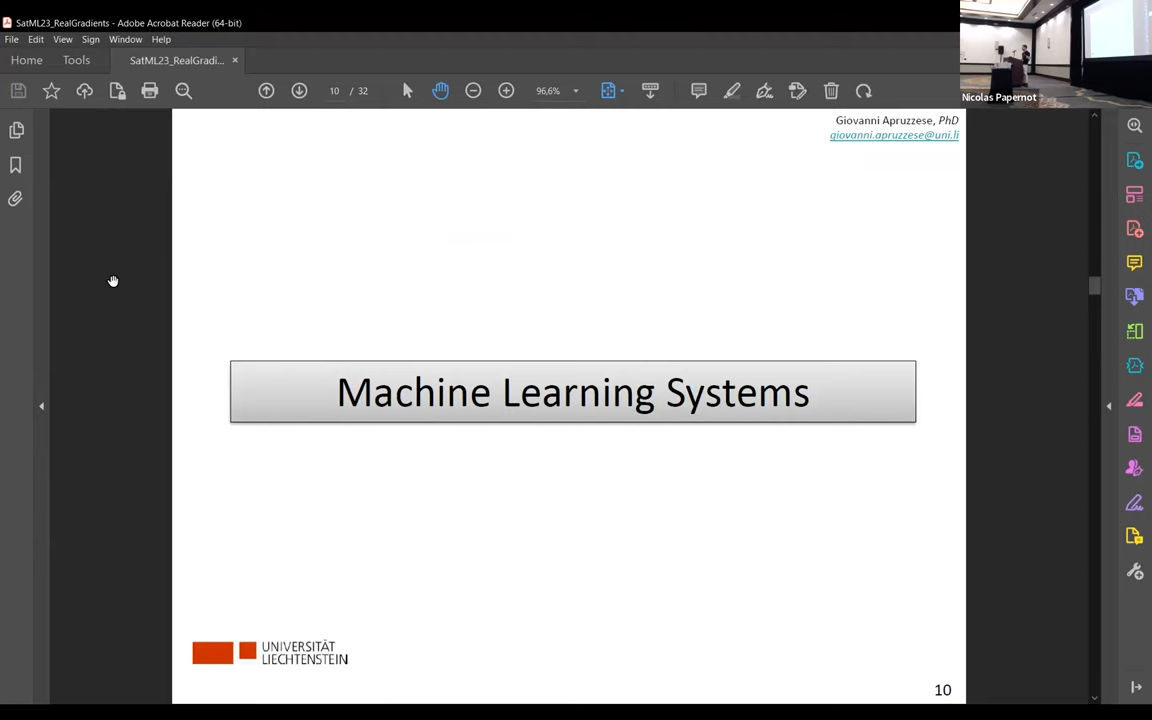 SatML23_RealGradients - Adobe Acrobat Reader (64-bit)
File Edit View Sign Window Help
Home Tools SatML23_RealGradi... ×
10 / 32 96,6%
Nicolas Papernot
Giovanni Apruzzese, PhD
giovanni.apruzzese@uni.li
Machine Learning Systems
UNIVERSITÄT
LIECHTENSTEIN
10